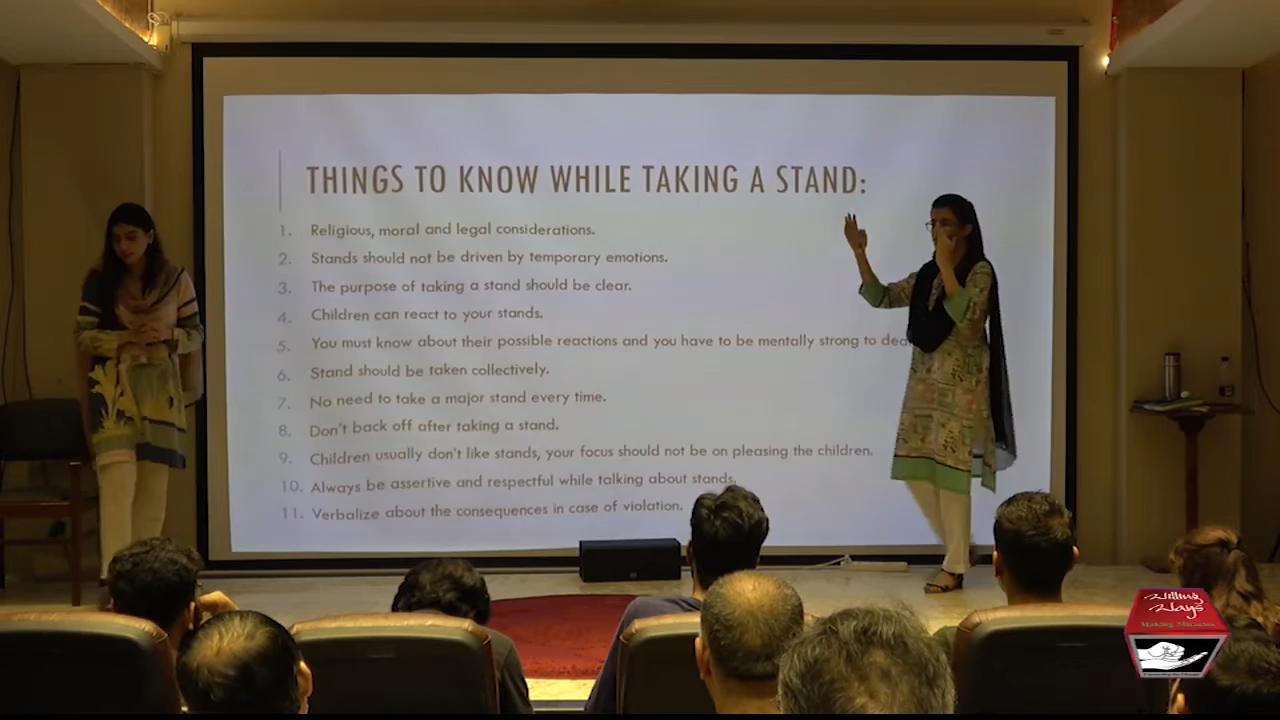 THINGS TO KNOW WHILE TAKING A STAND:
1. Religious, moral and legal considerations.
2. Stands should not be driven by temporary emotions.
3. The purpose of taking a stand should be clear.
4. Children can react to your stands.
5. You must know about their possible reactions and you have to be mentally strong to
6. Stand should be taken collectively.
7. No need to take a major stand every time.
8. Don't back off after taking a stand.
9. Children usually don't like stands, your focus should not be on pleasing the children.
10. Always be assertive and respectful while talking about stands.
11. Verbalize about the consequences in case of violation.
Willing
Ways
Making Miracles